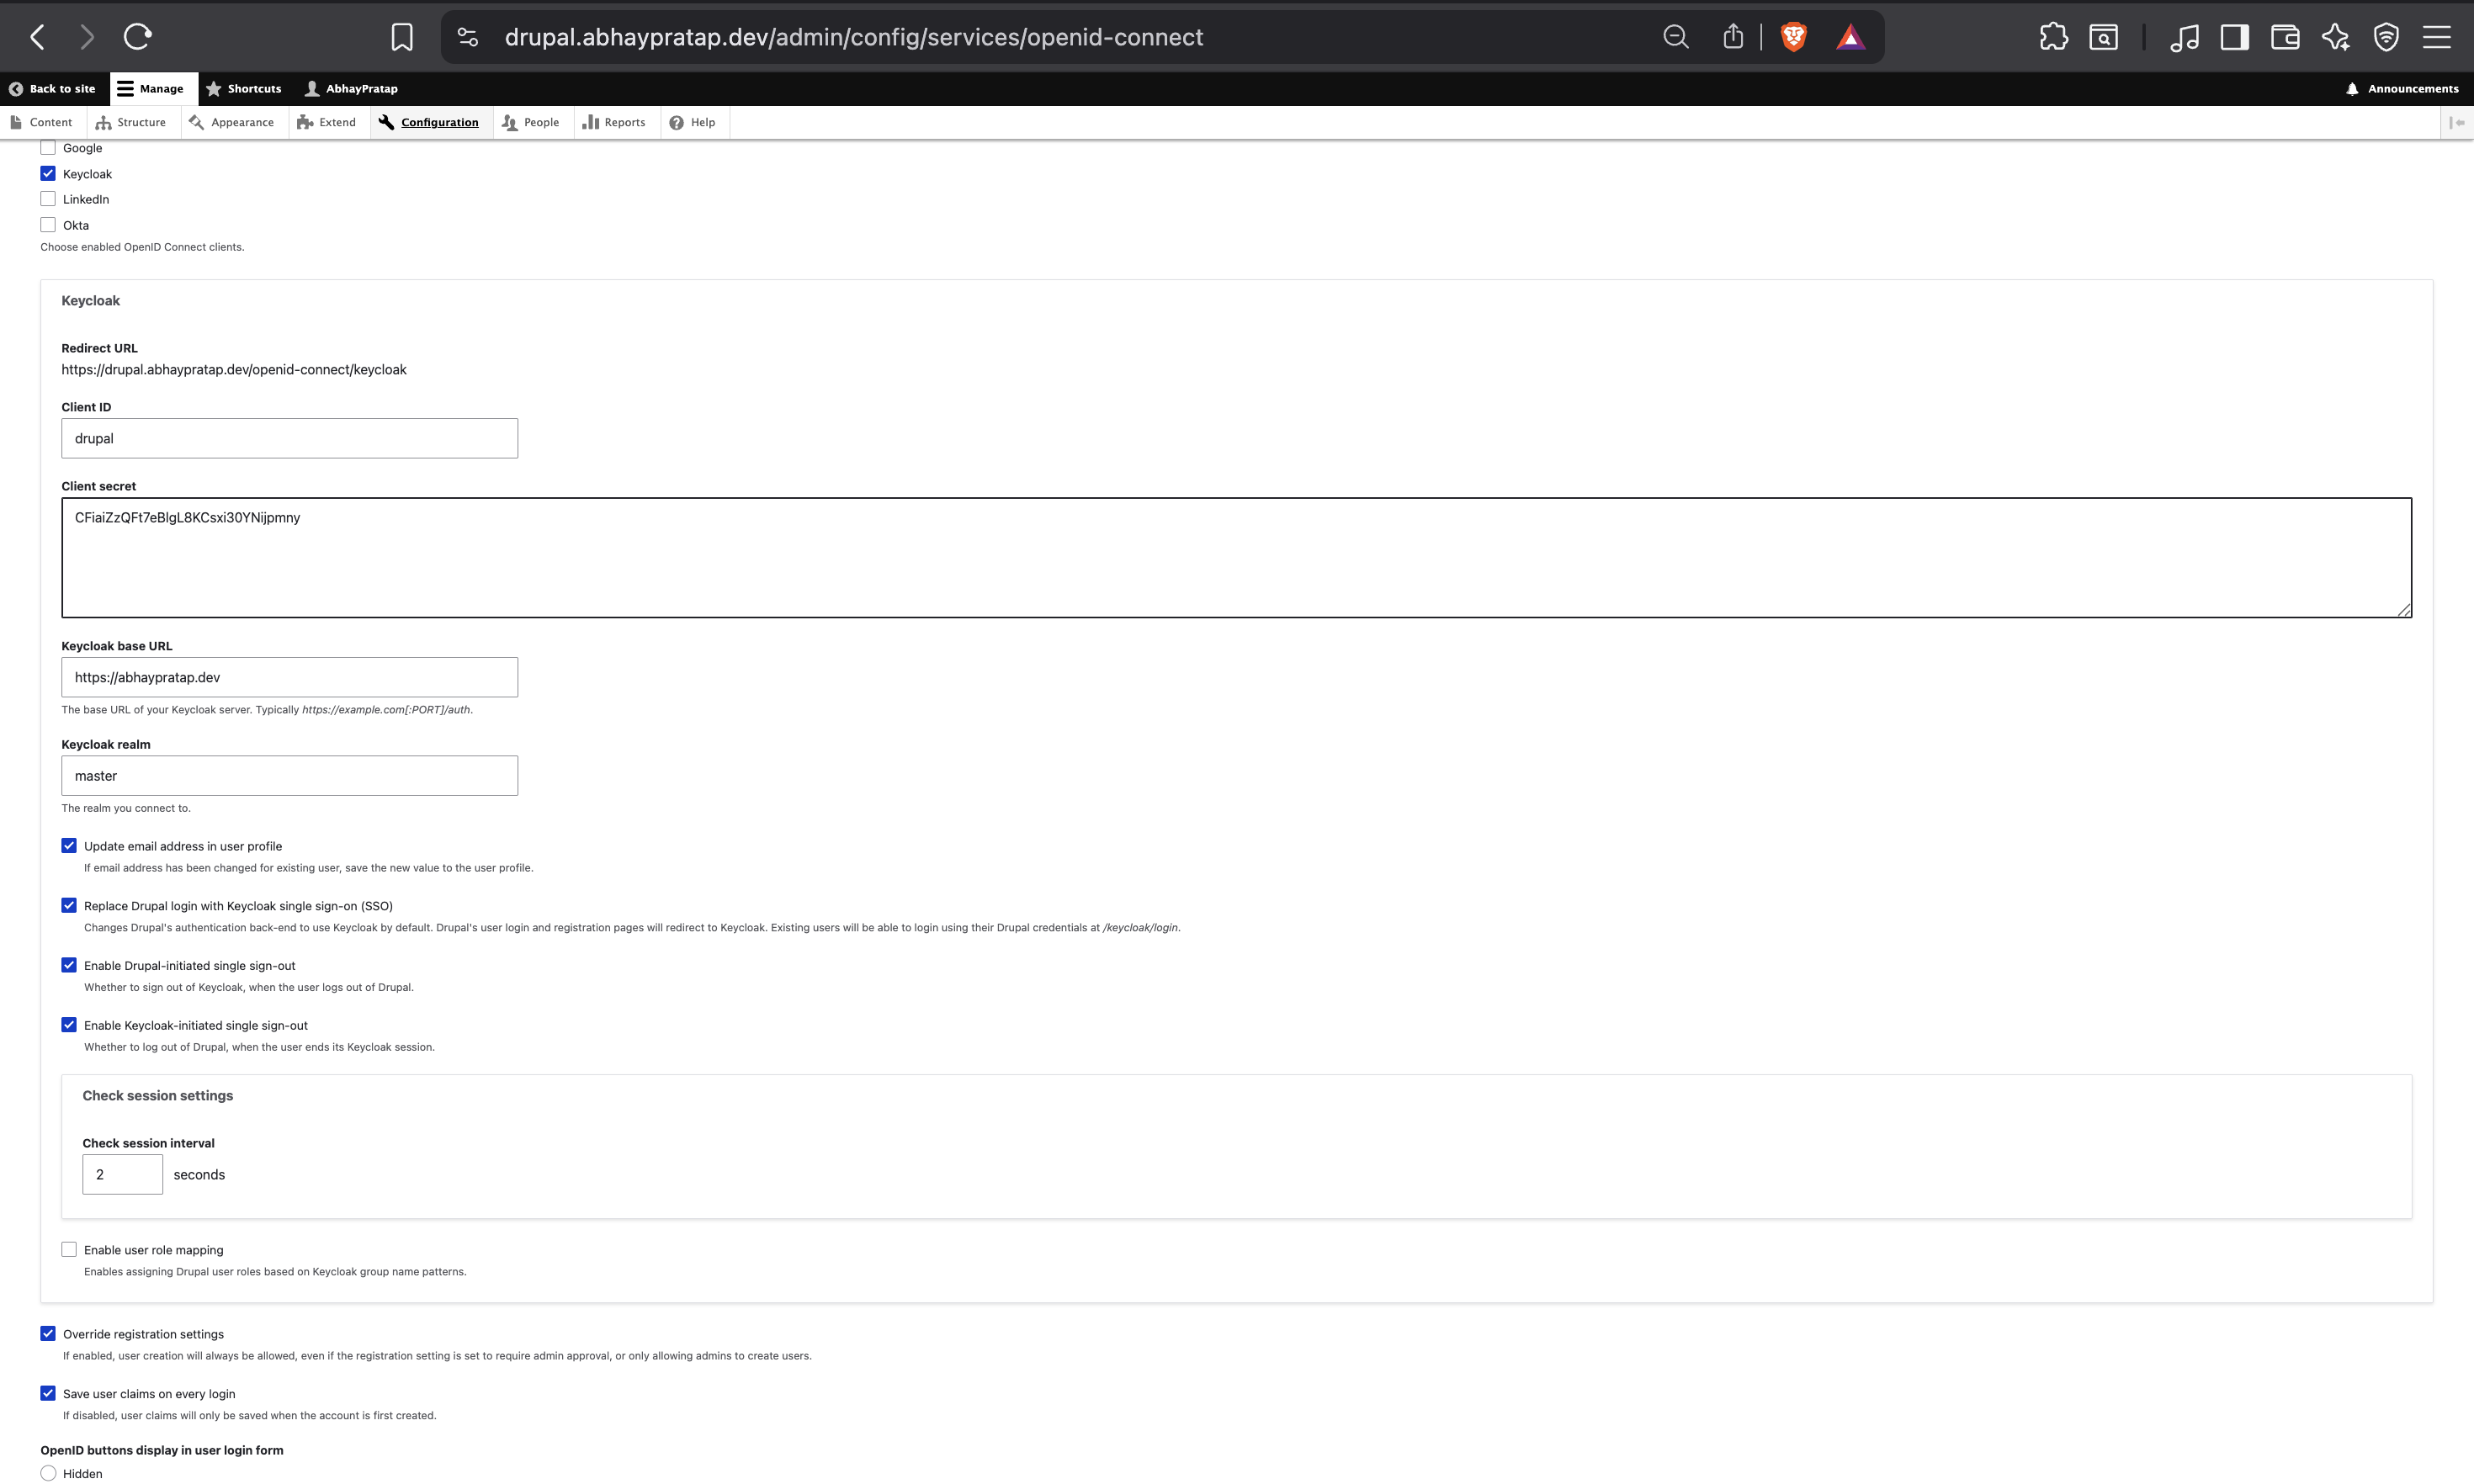 drupal.abhaypratap.dev/admin/config/services/openid-connect
Back to site Manage Shortcuts AbhayPratap Announcements
Content Structure Appearance Extend Configuration People Reports Help
Google
Keycloak
LinkedIn
Okta
Choose enabled OpenID Connect clients.
Keycloak
Redirect URL
https://drupal.abhaypratap.dev/openid-connect/keycloak
Client ID
drupal
Client secret
CFiaiZzQFt7eBlgL8KCsxi30YNijpmny
Keycloak base URL
https://abhaypratap.dev
The base URL of your Keycloak server. Typically https://example.com[:PORT]/auth.
Keycloak realm
master
The realm you connect to.
Update email address in user profile
If email address has been changed for existing user, save the new value to the user profile.
Replace Drupal login with Keycloak single sign-on (SSO)
Changes Drupal's authentication back-end to use Keycloak by default. Drupal's user login and registration pages will redirect to Keycloak. Existing users will be able to login using their Drupal credentials at /keycloak/login.
Enable Drupal-initiated single sign-out
Whether to sign out of Keycloak, when the user logs out of Drupal.
Enable Keycloak-initiated single sign-out
Whether to log out of Drupal, when the user ends its Keycloak session.
Check session settings
Check session interval
2 seconds
Enable user role mapping
Enables assigning Drupal user roles based on Keycloak group name patterns.
Override registration settings
If enabled, user creation will always be allowed, even if the registration setting is set to require admin approval, or only allowing admins to create users.
Save user claims on every login
If disabled, user claims will only be saved when the account is first created.
OpenID buttons display in user login form
Hidden